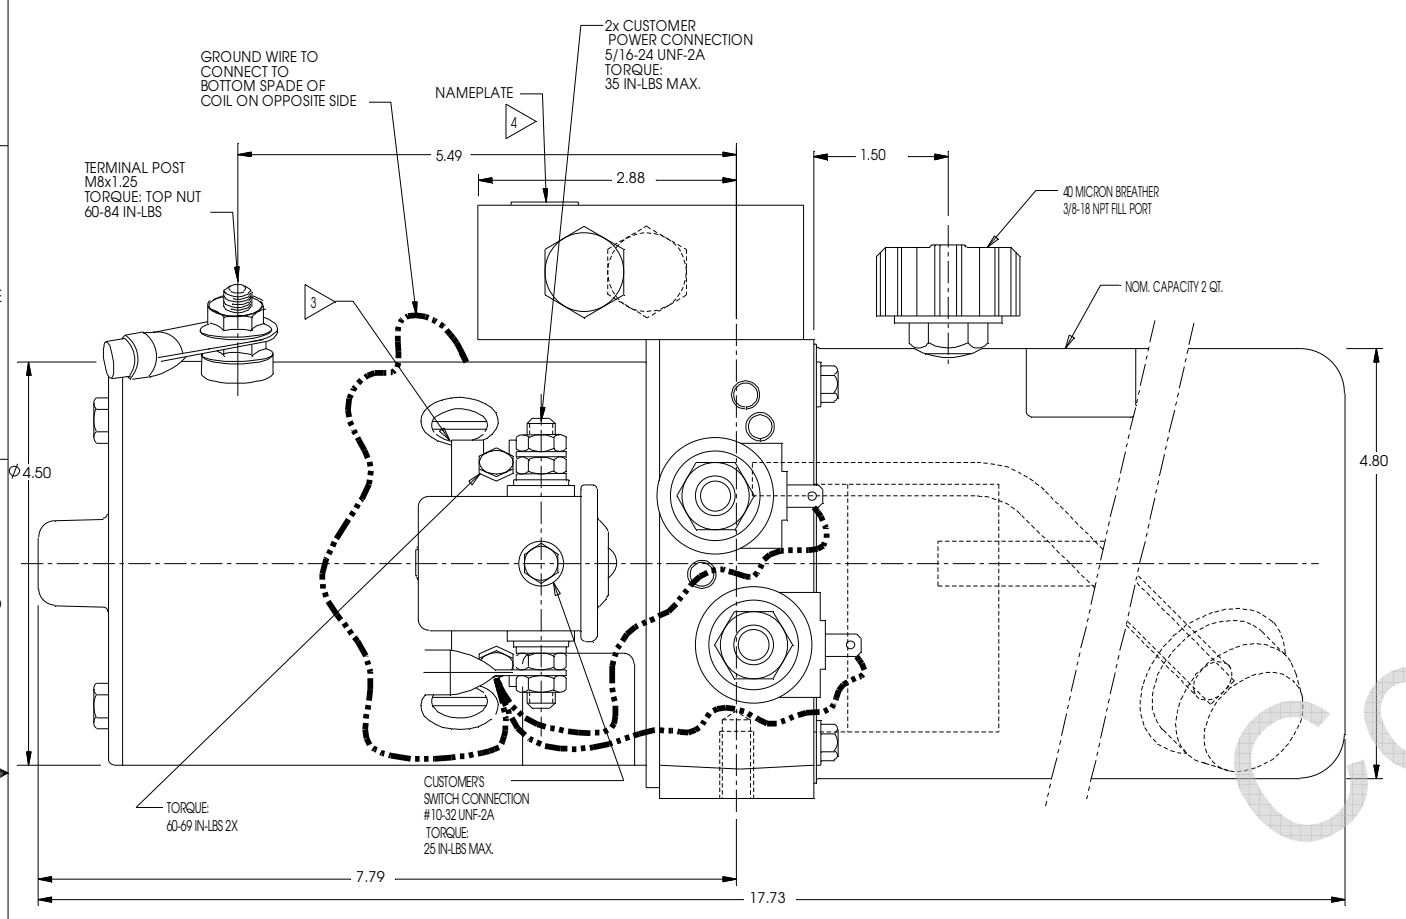 2x CUSTOMER
POWER CONNECTION
5/16-24 UNF-2A
TORQUE:
35 IN-LBS MAX.
GROUND WIRE TO
CONNECT TO
BOTTOM SPADE OF
COIL ON OPPOSITE SIDE
NAMEPLATE
4
5.49
1.50
TERMINAL POST
M8x1.25
TORQUE: TOP NUT
60-84 IN-LBS
2.88
40 MICRON BREATHER
3/8-18 NPT FILL PORT
3
NOM. CAPACITY 2 QT.
Ø4.50
4.80
TORQUE:
60-69 IN-LBS 2X
CUSTOMER'S
SWITCH CONNECTION
#10-32 UNF-2A
TORQUE:
25 IN-LBS MAX.
7.79
17.73